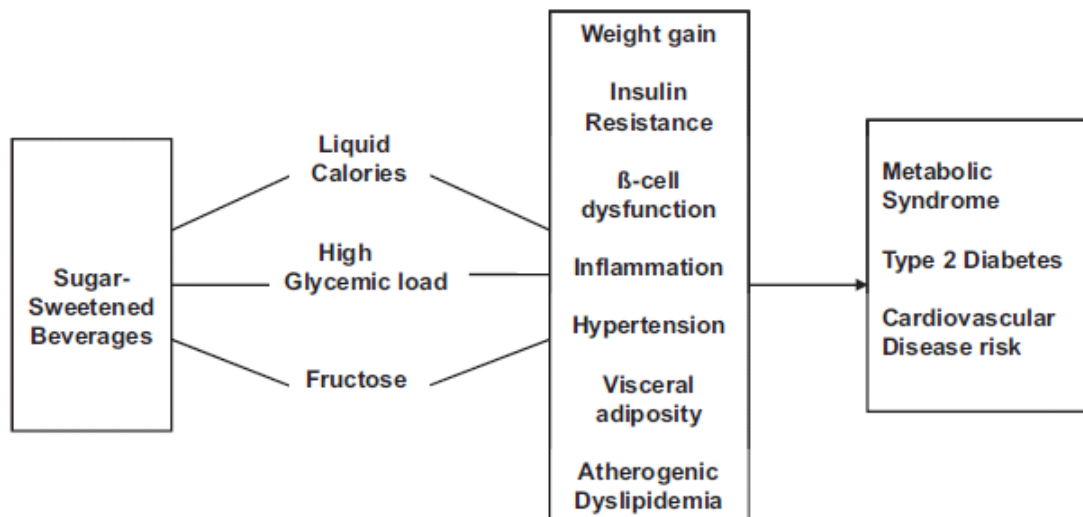 Sugar-
Sweetened
Beverages
Liquid
Calories
High
Glycemic load
Fructose
Weight gain
Insulin
Resistance
ß-cell
dysfunction
Inflammation
Hypertension
Visceral
adiposity
Atherogenic
Dyslipidemia
Metabolic
Syndrome
Type 2 Diabetes
Cardiovascular
Disease risk